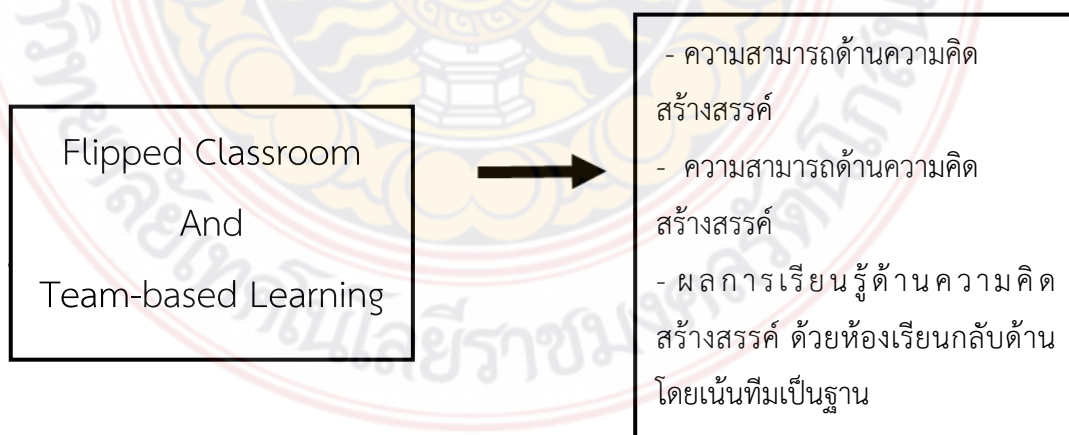 Flipped Classroom
And
Team-based Learning
- ความสามารถด้านความคิด
สร้างสรรค์
- ความสามารถด้านความคิด
สร้างสรรค์
- ผลการเรียนรู้ด้านความคิด
สร้างสรรค์ ด้วยห้องเรียนกลับด้าน
โดยเน้นทีมเป็นฐาน